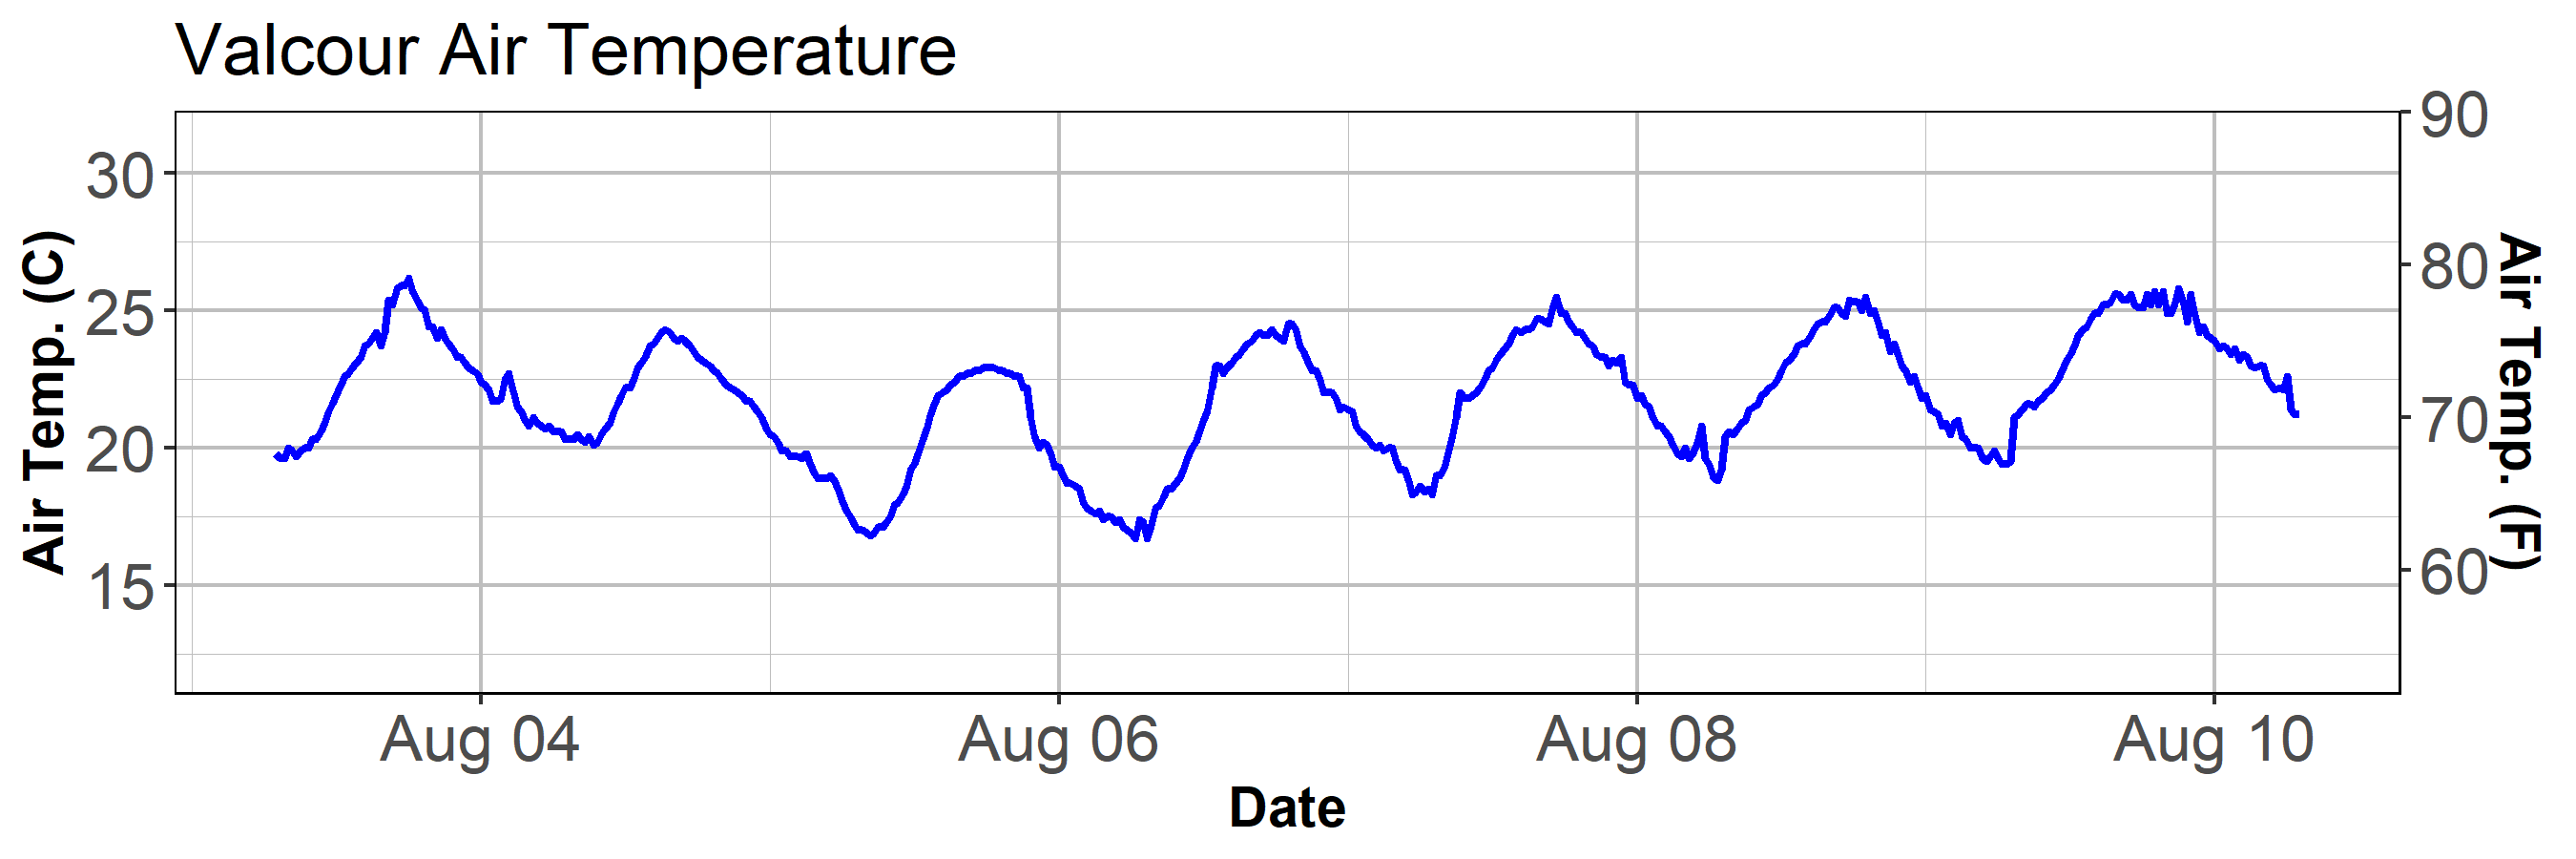 Valcour Air Temperature
Air Temp. (C)
30
25
20
15
90
80
70
60
Air Temp. (F)
Aug 04
Aug 06
Aug 08
Aug 10
Date